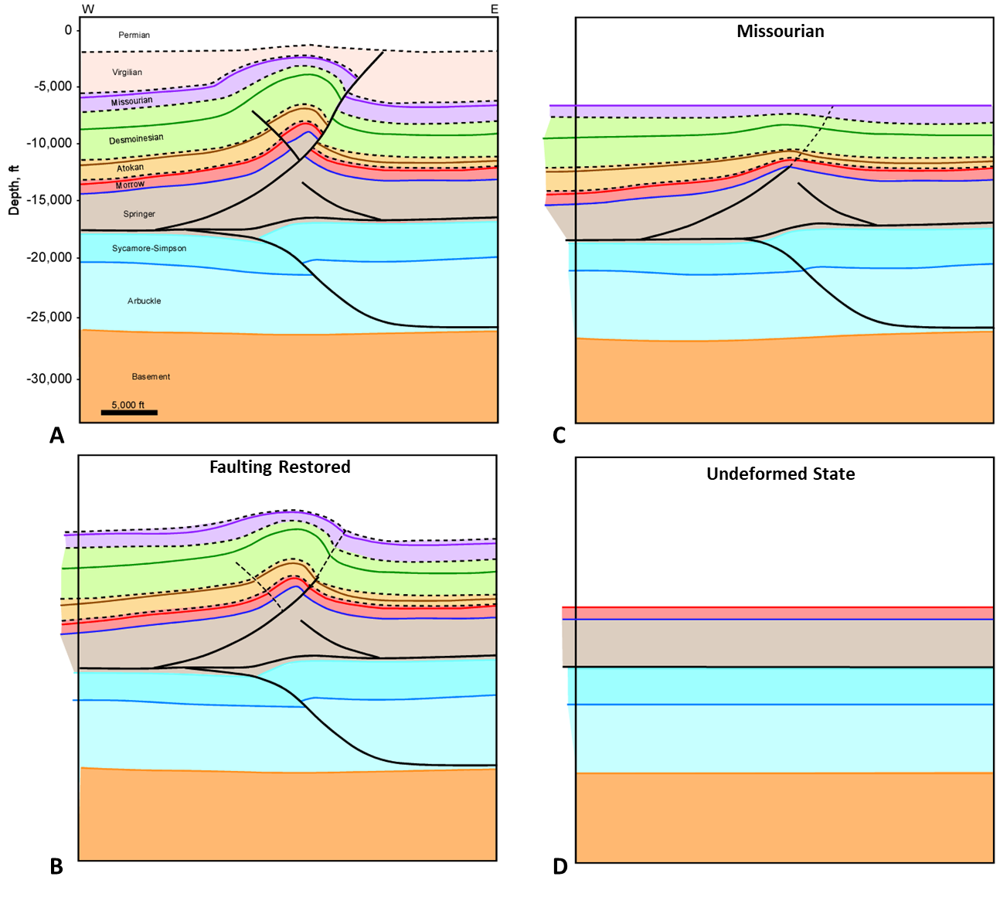 W
E
0
-5,000
-10,000
-15,000
-20,000
-25,000
-30,000
Depth, ft
Permian
Virgilian
Missourian
Desmoinesian
Atokan
Morrow
Springer
Sycamore-Simpson
Arbuckle
Basement
5,000 ft
A
Missourian
C
Faulting Restored
B
Undeformed State
D